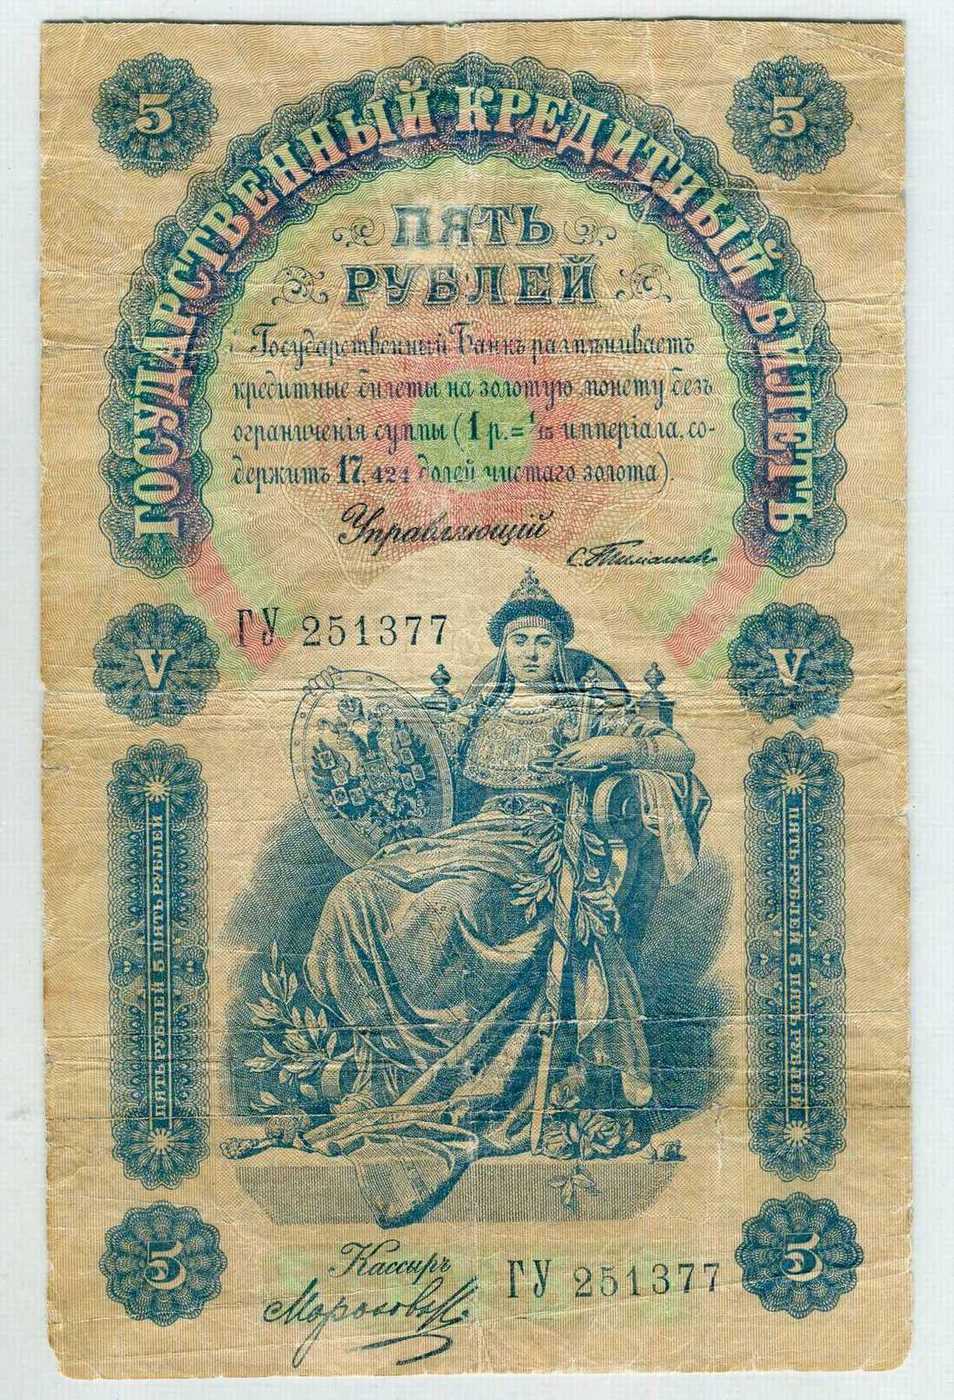 5
5
ГОСУДАРСТВЕННЫЙ КРЕДИТНЫЙ БИЛЕТЪ
ПЯТЬ
РУБЛЕЙ
Государственный Банкъ размѣниваетъ
кредитные билеты на золотую монету безъ
ограниченія суммы (1 р. = 1/15 имперіала, со-
держитъ 17,424 долей чистаго золота).
Управляющій
С. Тимашевъ
ГУ 251377
V
V
ПЯТЬ РУБЛЕЙ 5 ПЯТЬ РУБЛЕЙ
ПЯТЬ РУБЛЕЙ 5 ПЯТЬ РУБЛЕЙ
Кассиръ
Морозовъ
ГУ 251377
5
5